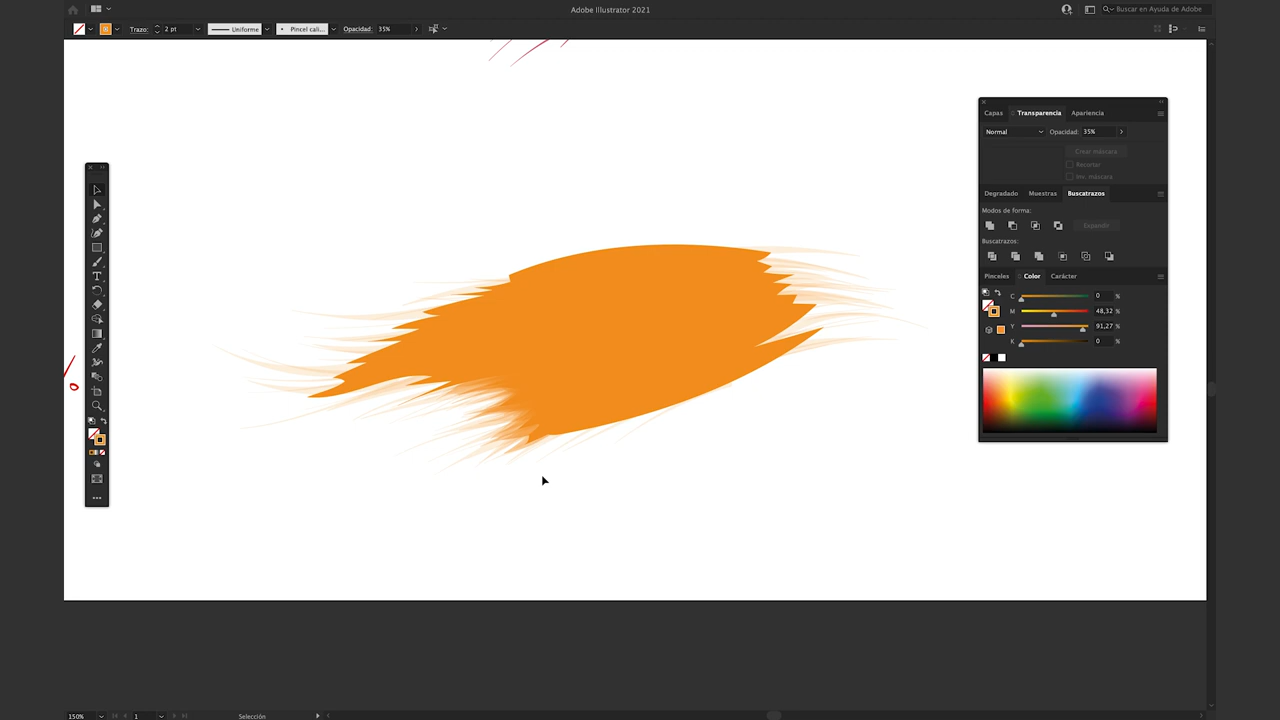 Adobe Illustrator 2021
Buscar en Ayuda de Adobe
Trazo: 2 pt Uniforme Pincel cali... Opacidad: 35%
Capas Transparencia Apariencia
Normal Opacidad: 35%
Crear máscara
Recortar
Inv. máscara
Degradado Muestras Buscatrazos
Modos de forma:
Expandir
Buscatrazos:
Pinceles Color Carácter
C 0 %
M 48,32 %
Y 91,27 %
K 0 %
150% 1 Selección